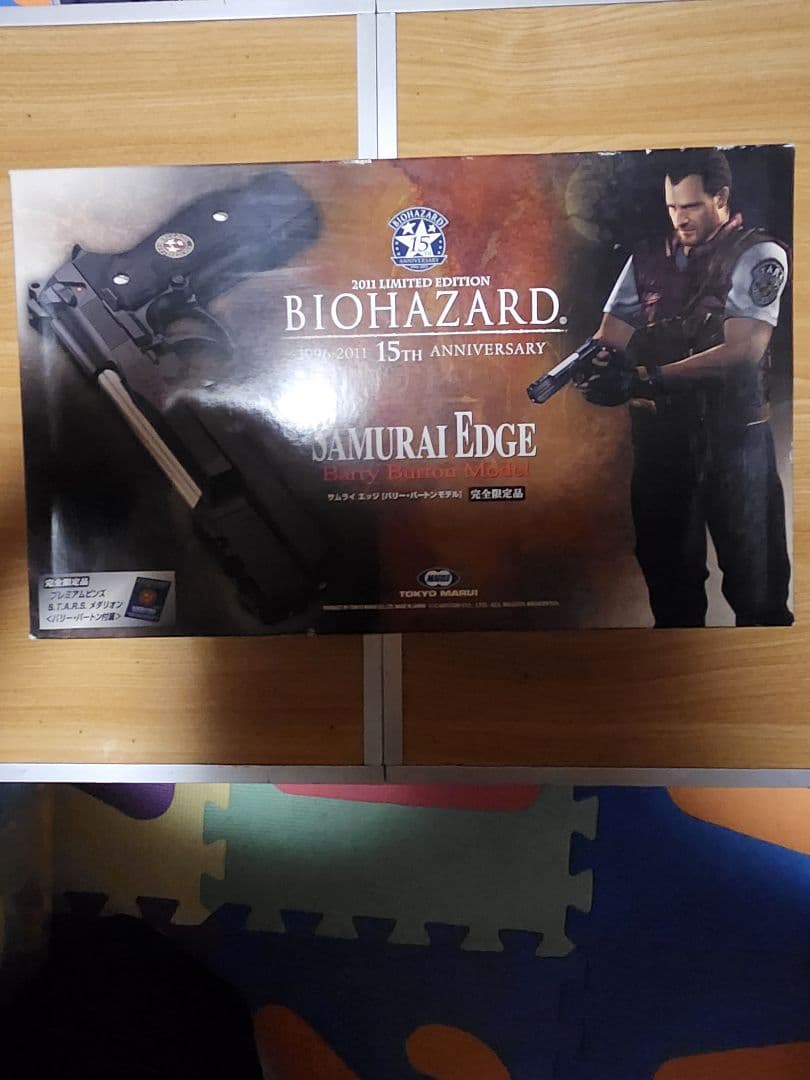 BIOHAZARD
15
ANNIVERSARY
2011 LIMITED EDITION
BIOHAZARD®
1996-2011 15TH ANNIVERSARY
SAMURAI EDGE
Barry Burton Model
サムライ エッジ [バリー・バートンモデル] 完全限定品
完全限定品
プレミアムピンズ
S.T.A.R.S. メダリオン
<バリー・バートン付属>
MARUI
TOKYO MARUI